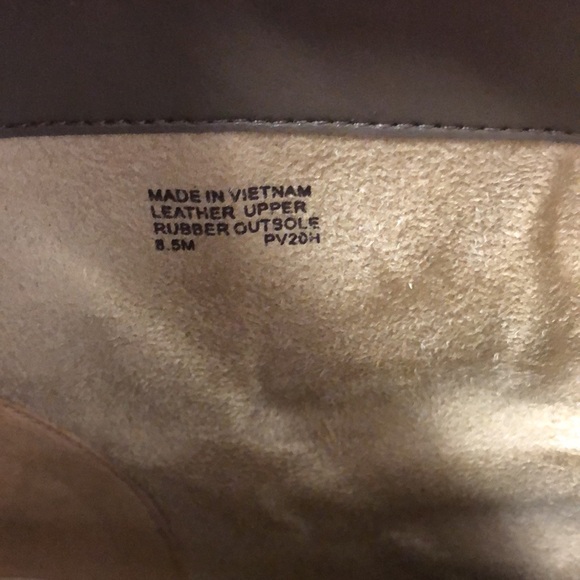 MADE IN VIETNAM
LEATHER UPPER
RUBBER OUTSOLE
8.5M PV20H